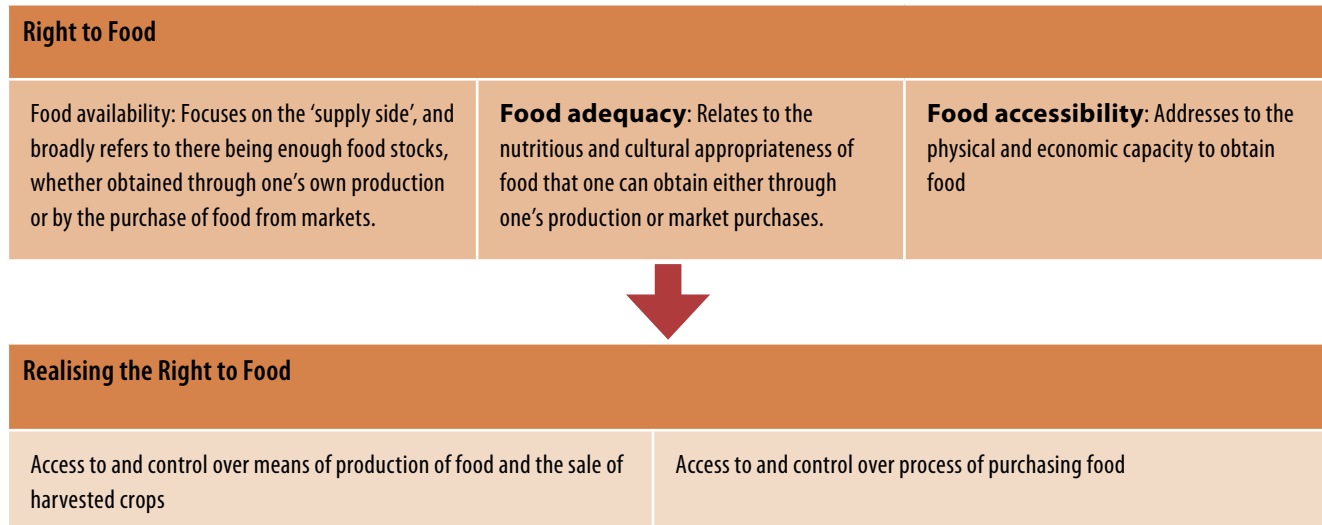 Right to Food
Food availability: Focuses on the ‘supply side’, and
broadly refers to there being enough food stocks,
whether obtained through one’s own production
or by the purchase of food from markets.
Food adequacy: Relates to the
nutritious and cultural appropriateness of
food that one can obtain either through
one’s production or market purchases.
Food accessibility: Addresses to the
physical and economic capacity to obtain
food
Realising the Right to Food
Access to and control over means of production of food and the sale of
harvested crops
Access to and control over process of purchasing food